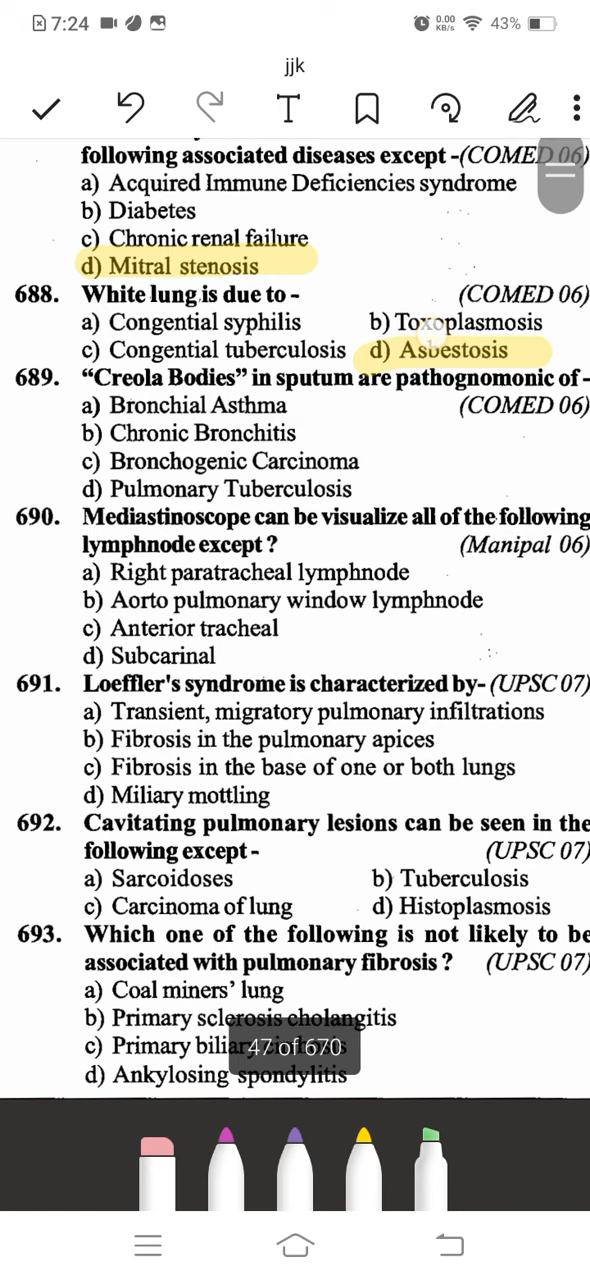 7:24
0.00
KB/s
43%
jjk
T
following associated diseases except -(COMED 06)
a) Acquired Immune Deficiencies syndrome
b) Diabetes
c) Chronic renal failure
d) Mitral stenosis
688. White lung is due to - (COMED 06)
a) Congential syphilis b) Toxoplasmosis
c) Congential tuberculosis d) Asbestosis
689. “Creola Bodies” in sputum are pathognomonic of -
a) Bronchial Asthma (COMED 06)
b) Chronic Bronchitis
c) Bronchogenic Carcinoma
d) Pulmonary Tuberculosis
690. Mediastinoscope can be visualize all of the following
lymphnode except ? (Manipal 06)
a) Right paratracheal lymphnode
b) Aorto pulmonary window lymphnode
c) Anterior tracheal
d) Subcarinal
691. Loeffler's syndrome is characterized by- (UPSC 07)
a) Transient, migratory pulmonary infiltrations
b) Fibrosis in the pulmonary apices
c) Fibrosis in the base of one or both lungs
d) Miliary mottling
692. Cavitating pulmonary lesions can be seen in the
following except - (UPSC 07)
a) Sarcoidoses b) Tuberculosis
c) Carcinoma of lung d) Histoplasmosis
693. Which one of the following is not likely to be
associated with pulmonary fibrosis ? (UPSC 07)
a) Coal miners’ lung
b) Primary sclerosis cholangitis
c) Primary biliary
47 of 670
d) Ankylosing spondylitis